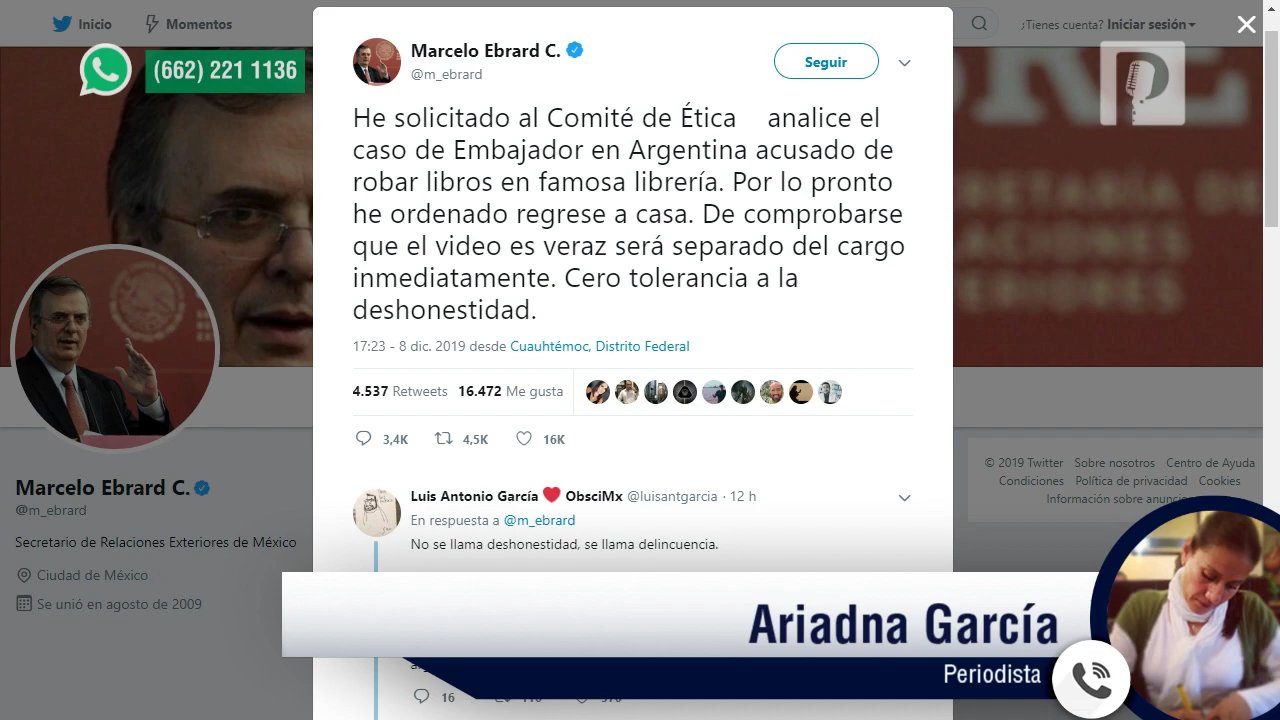 Inicio
Momentos
¿Tienes cuenta? Iniciar sesión
(662) 221 1136
Marcelo Ebrard C.
@m_ebrard
Seguir
He solicitado al Comité de Ética analice el
caso de Embajador en Argentina acusado de
robar libros en famosa librería. Por lo pronto
he ordenado regrese a casa. De comprobarse
que el video es veraz será separado del cargo
inmediatamente. Cero tolerancia a la
deshonestidad.
17:23 - 8 dic. 2019 desde Cuauhtémoc, Distrito Federal
4.537 Retweets 16.472 Me gusta
3,4K 4,5K 16K
Luis Antonio García ObsciMx @luisantgarcia · 12 h
En respuesta a @m_ebrard
No se llama deshonestidad, se llama delincuencia.
16
Marcelo Ebrard C.
@m_ebrard
Secretario de Relaciones Exteriores de México
Ciudad de México
Se unió en agosto de 2009
© 2019 Twitter Sobre nosotros Centro de Ayuda
Condiciones Política de privacidad Cookies
Información sobre
Ariadna García
Periodista